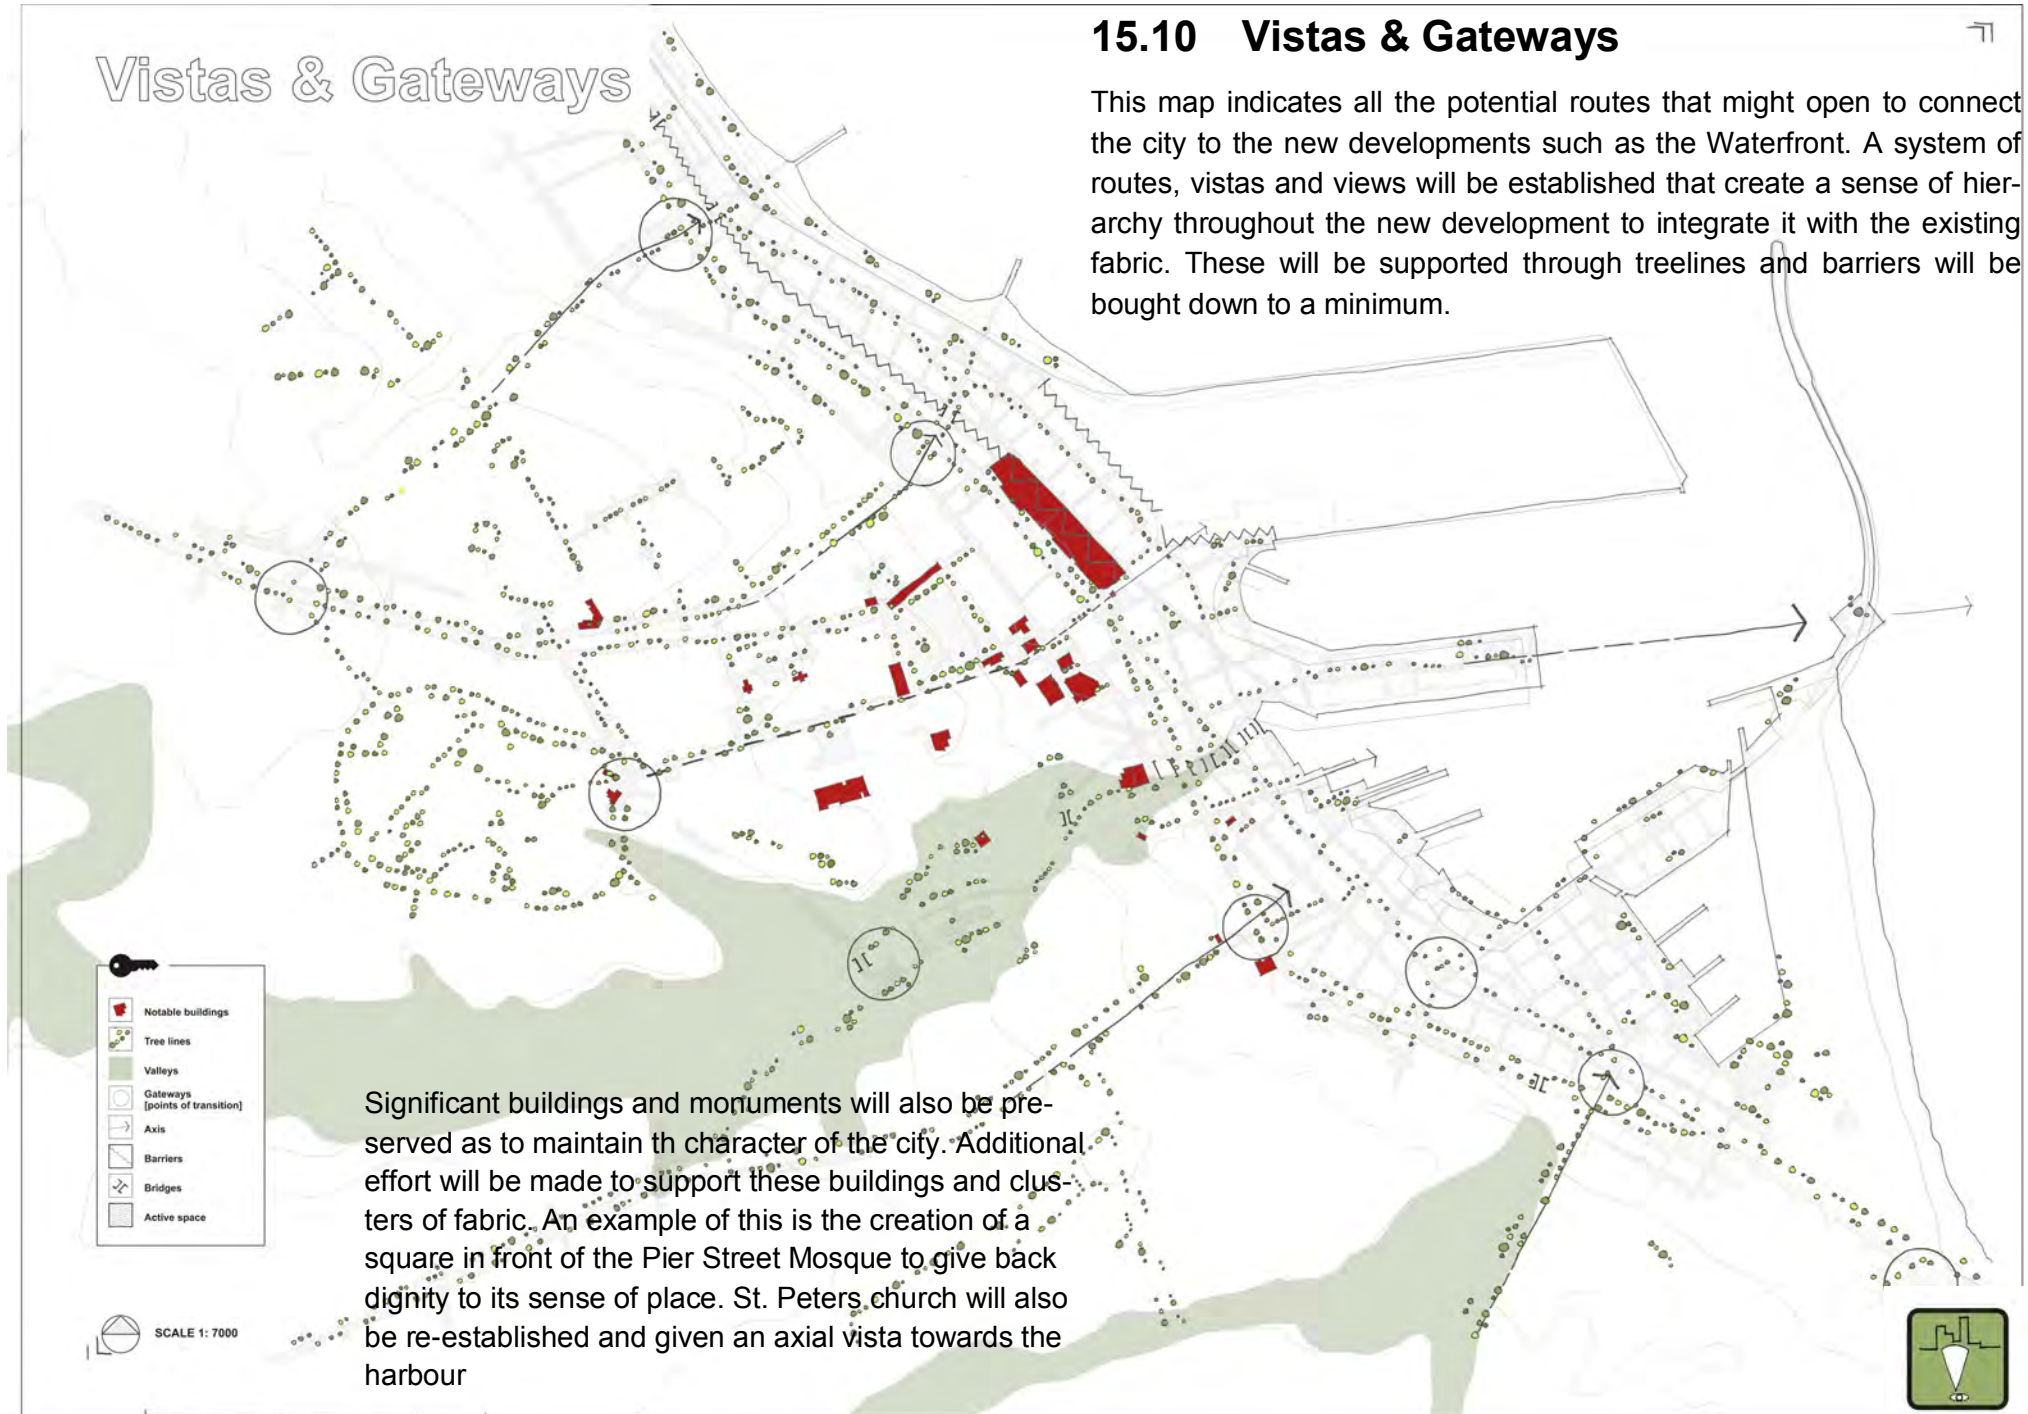 Vistas & Gateways
15.10 Vistas & Gateways
This map indicates all the potential routes that might open to connect
the city to the new developments such as the Waterfront. A system of
routes, vistas and views will be established that create a sense of hier-
archy throughout the new development to integrate it with the existing
fabric. These will be supported through treelines and barriers will be
bought down to a minimum.
Notable buildings
Tree lines
Valleys
Gateways
[points of transition]
Axis
Barriers
Bridges
Active space
SCALE 1: 7000
Significant buildings and monuments will also be pre-
served as to maintain th character of the city. Additional
effort will be made to support these buildings and clus-
ters of fabric. An example of this is the creation of a
square in front of the Pier Street Mosque to give back
dignity to its sense of place. St. Peters church will also
be re-established and given an axial vista towards the
harbour